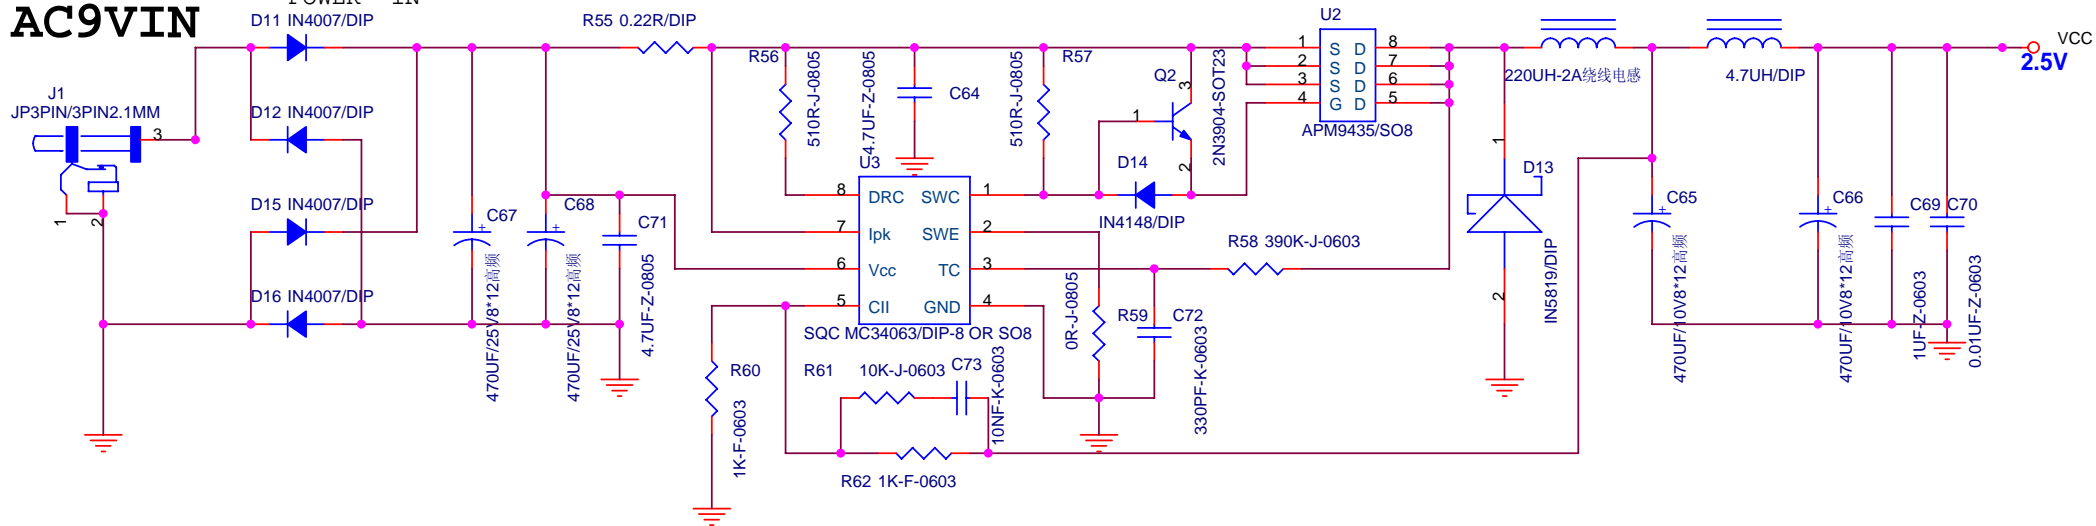 POWER IN
AC9VIN
D11 IN4007/DIP
R55 0.22R/DIP
U2
VCC
2.5V
R56
510R-J-0805
4.7UF-Z-0805
C64
R57
510R-J-0805
Q2
3
1
2
2N3904-SOT23
1 S D 8
2 S D 7
3 S D 6
4 G D 5
APM9435/SO8
220UH-2A绕线电感
4.7UH/DIP
J1
JP3PIN/3PIN2.1MM
3
1
2
D12 IN4007/DIP
D15 IN4007/DIP
D16 IN4007/DIP
C67
+
470UF/25V8*12高频
C68
+
470UF/25V8*12高频
C71
4.7UF-Z-0805
U3
8 DRC SWC 1
7 Ipk SWE 2
6 Vcc TC 3
5 CII GND 4
SQC MC34063/DIP-8 OR SO8
D14
IN4148/DIP
R58 390K-J-0603
1
D13
2
IN5819/DIP
C65
+
470UF/10V8*12高频
C66
+
470UF/10V8*12高频
C69
1UF-Z-0603
C70
0.01UF-Z-0603
0R-J-0805
R59
C72
330PF-K-0603
R60
1K-F-0603
R61
10K-J-0603
C73
10NF-K-0603
R62 1K-F-0603